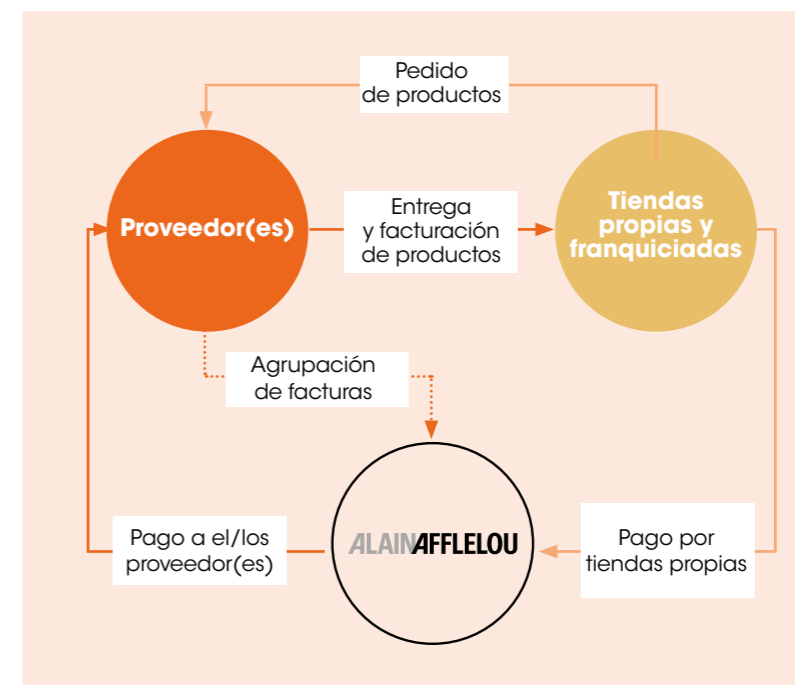 Pedido
de productos
Proveedor(es)
Entrega
y facturación
de productos
Tiendas
propias y
franquiciadas
Agrupación
de facturas
ALAINAFFLELOU
Pago a el/los
proveedor(es)
Pago por
tiendas propias